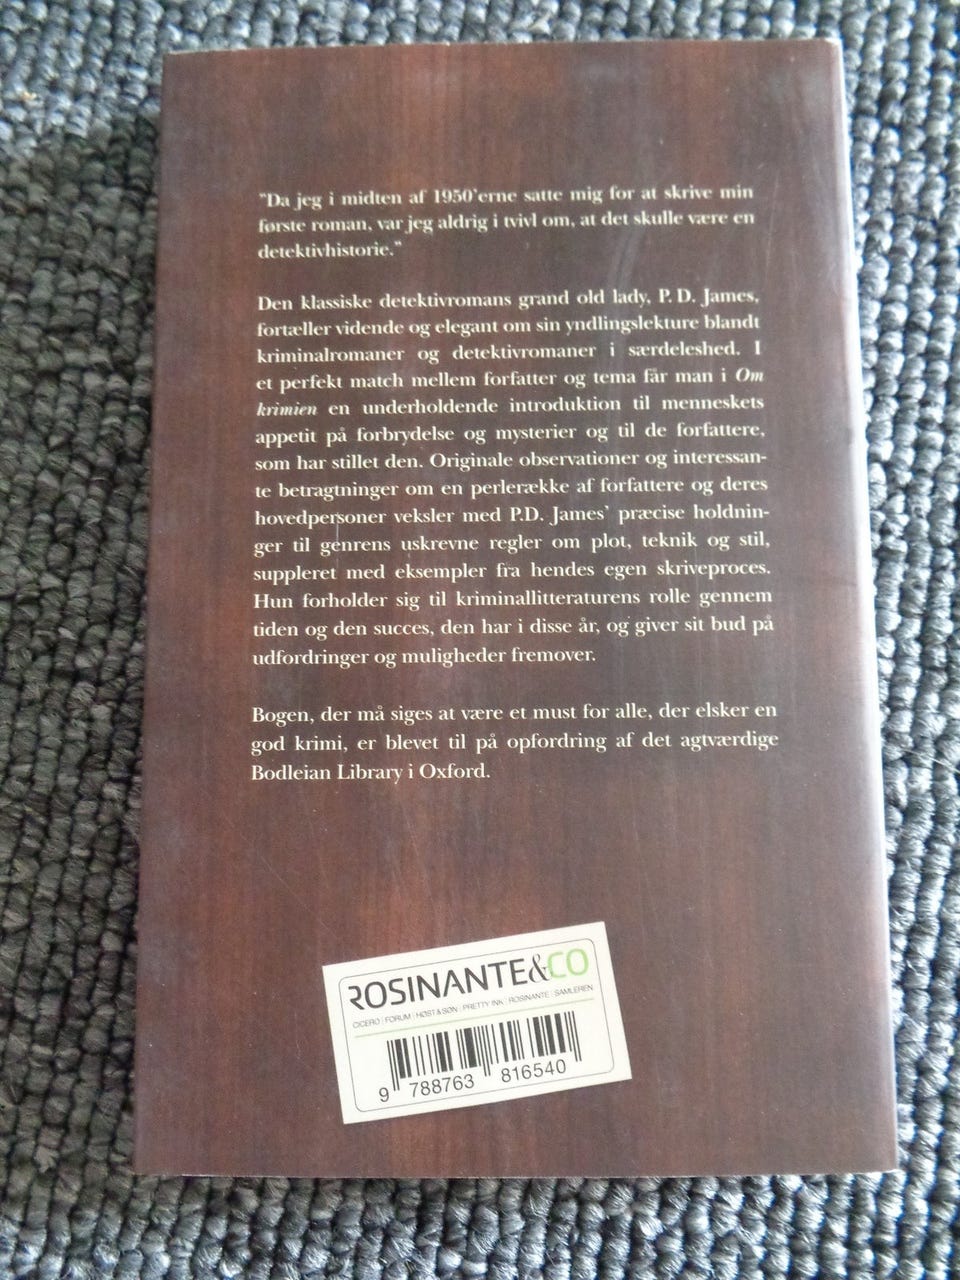 ”Da jeg i midten af 1950’erne satte mig for at skrive min
første roman, var jeg aldrig i tvivl om, at det skulle være en
detektivhistorie.”
Den klassiske detektivromans grand old lady, P. D. James,
fortæller vidende og elegant om sin yndlingslekture blandt
kriminalromaner og detektivromaner i særdeleshed. I
et perfekt match mellem forfatter og tema får man i Om
krimien en underholdende introduktion til menneskets
appetit på forbrydelse og mysterier og til de forfattere,
som har stillet den. Originale observationer og interessan-
te betragtninger om en perlerække af forfattere og deres
hovedpersoner veksler med P.D. James’ præcise holdnin-
ger til genrens uskrevne regler om plot, teknik og stil,
suppleret med eksempler fra hendes egen skriveproces.
Hun forholder sig til kriminallitteraturens rolle gennem
tiden og den succes, den har i disse år, og giver sit bud på
udfordringer og muligheder fremover.
Bogen, der må siges at være et must for alle, der elsker en
god krimi, er blevet til på opfordring af det agtværdige
Bodleian Library i Oxford.
ROSINANTE&CO
CICERO | FORUM | HØST & SØN | PRETTY INK | ROSINANTE | SAMLEREN
9 788763 816540